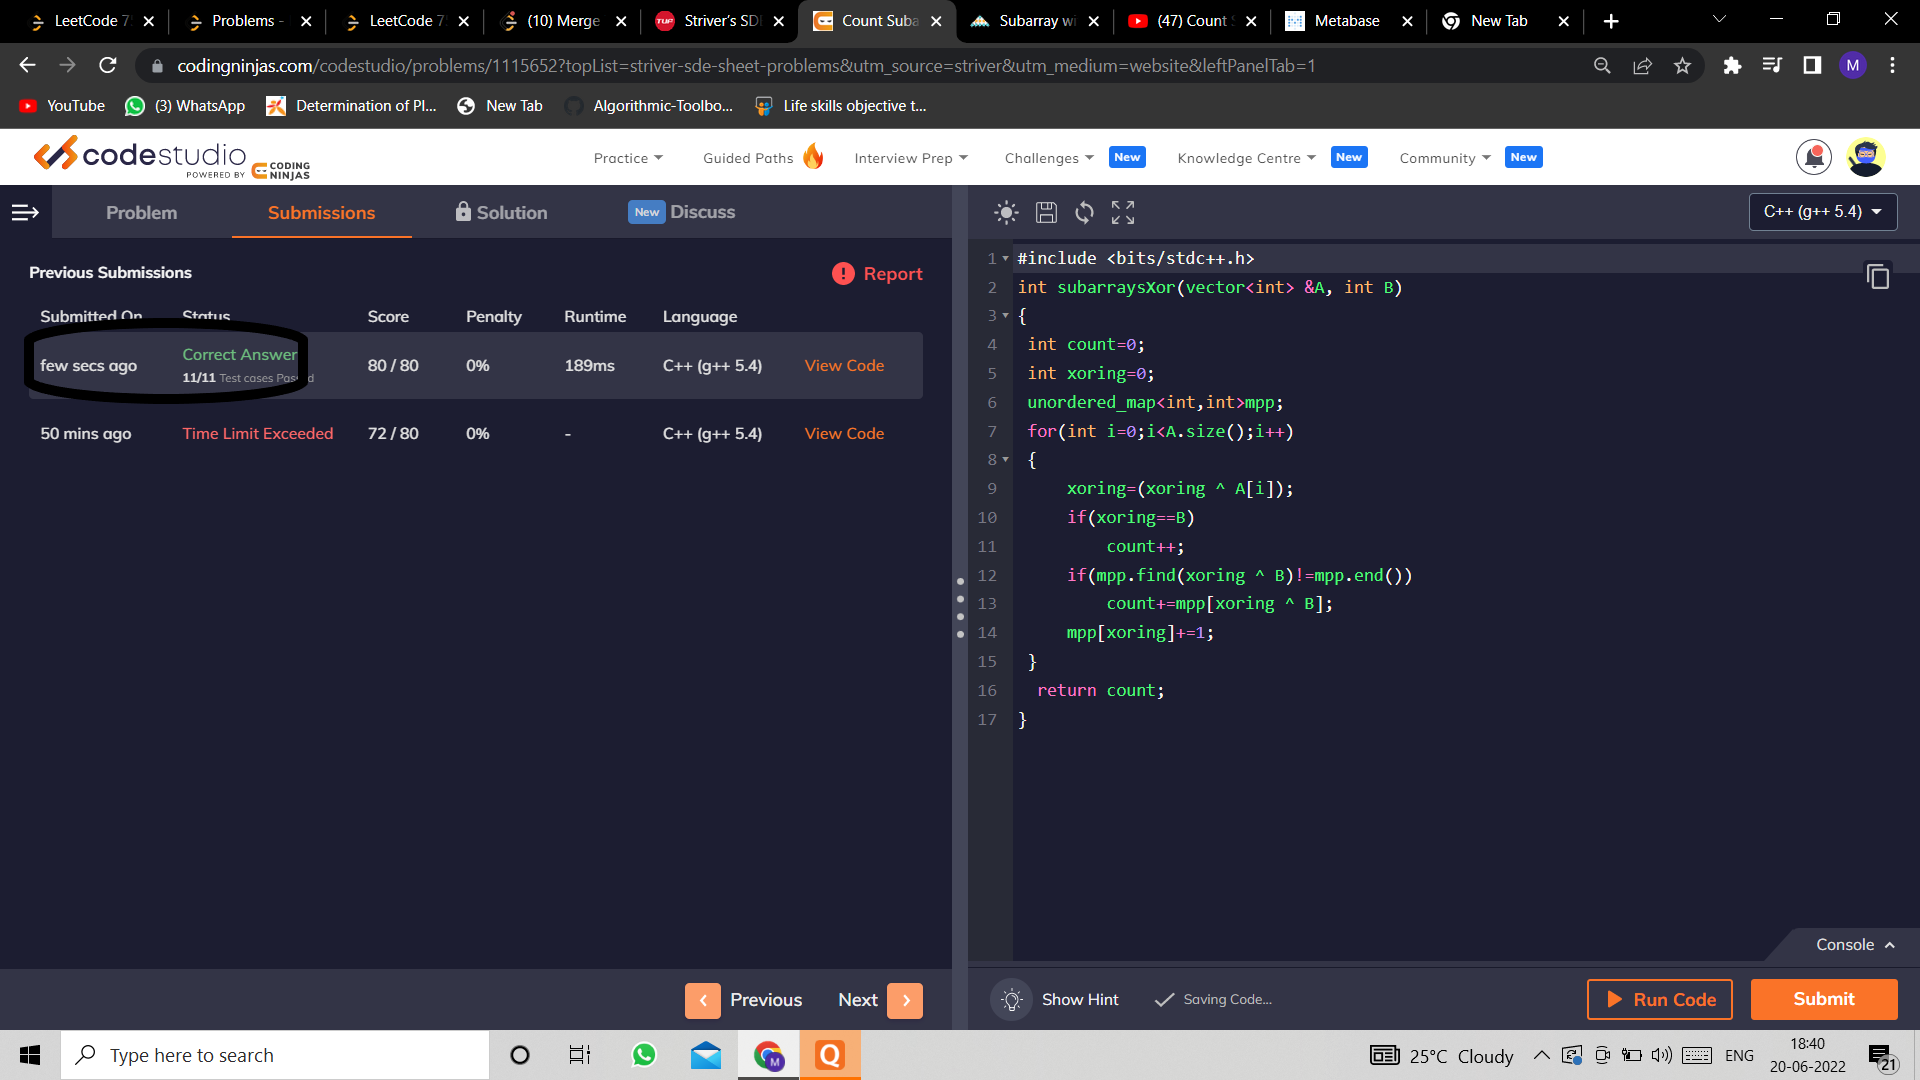 LeetCode 7
Problems -
LeetCode 7
(10) Merge
TUF Striver's SD
Count Suba
Subarray wi
(47) Count S
Metabase
New Tab
codingninjas.com/codestudio/problems/1115652?topList=striver-sde-sheet-problems&utm_source=striver&utm_medium=website&leftPanelTab=1
M
YouTube
(3) WhatsApp
Determination of Pl...
New Tab
Algorithmic-Toolbo...
Life skills objective t...
codestudio
POWERED BY CODING NINJAS
Practice
Guided Paths
Interview Prep
Challenges New
Knowledge Centre New
Community New
Problem
Submissions
Solution
New Discuss
C++ (g++ 5.4)
Previous Submissions
! Report
Submitted On Status Score Penalty Runtime Language
few secs ago Correct Answer 80 / 80 0% 189ms C++ (g++ 5.4) View Code
11/11 Test cases Passed
50 mins ago Time Limit Exceeded 72 / 80 0% - C++ (g++ 5.4) View Code
1 #include <bits/stdc++.h>
2 int subarraysXor(vector<int> &A, int B)
3 {
4 int count=0;
5 int xoring=0;
6 unordered_map<int,int>mpp;
7 for(int i=0;i<A.size();i++)
8 {
9 xoring=(xoring ^ A[i]);
10 if(xoring==B)
11 count++;
12 if(mpp.find(xoring ^ B)!=mpp.end())
13 count+=mpp[xoring ^ B];
14 mpp[xoring]+=1;
15 }
16 return count;
17 }
Console
Previous
Next
Show Hint
Saving Code...
Run Code
Submit
Type here to search
25°C Cloudy
ENG
18:40
20-06-2022
21